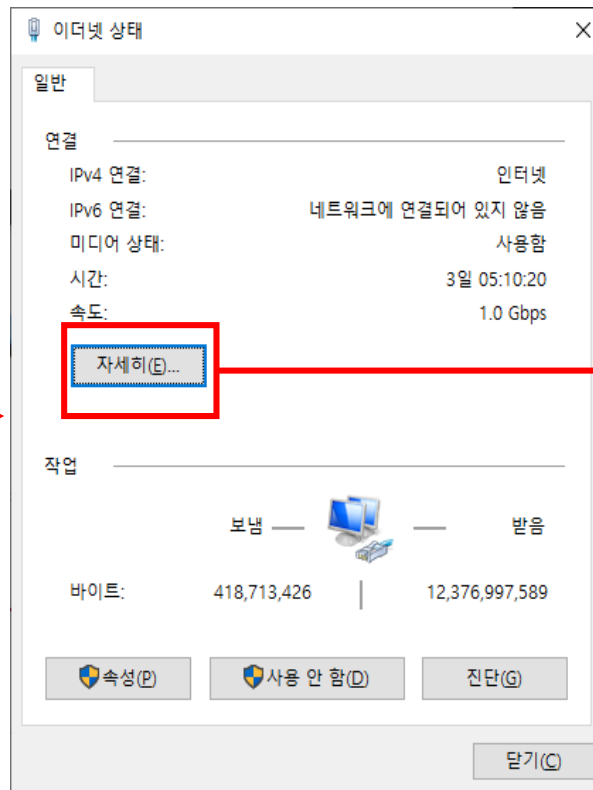 이더넷 상태
일반
연결
IPv4 연결: 인터넷
IPv6 연결: 네트워크에 연결되어 있지 않음
미디어 상태: 사용함
시간: 3일 05:10:20
속도: 1.0 Gbps
자세히(E)...
작업
보냄 받음
바이트: 418,713,426 12,376,997,589
속성(P) 사용 안 함(D) 진단(G)
닫기(C)